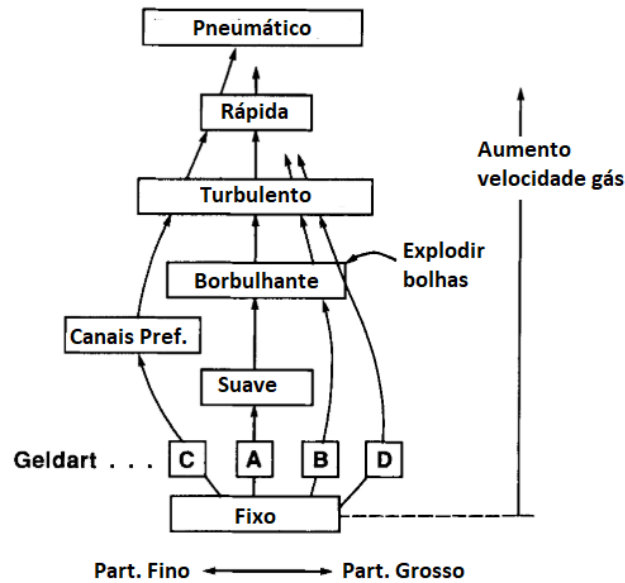 Pneumático
Rápida
Aumento
velocidade gás
Turbulento
Explodir
bolhas
Borbulhante
Canais Pref.
Suave
Geldart . . . C A B D
Fixo
Part. Fino Part. Grosso